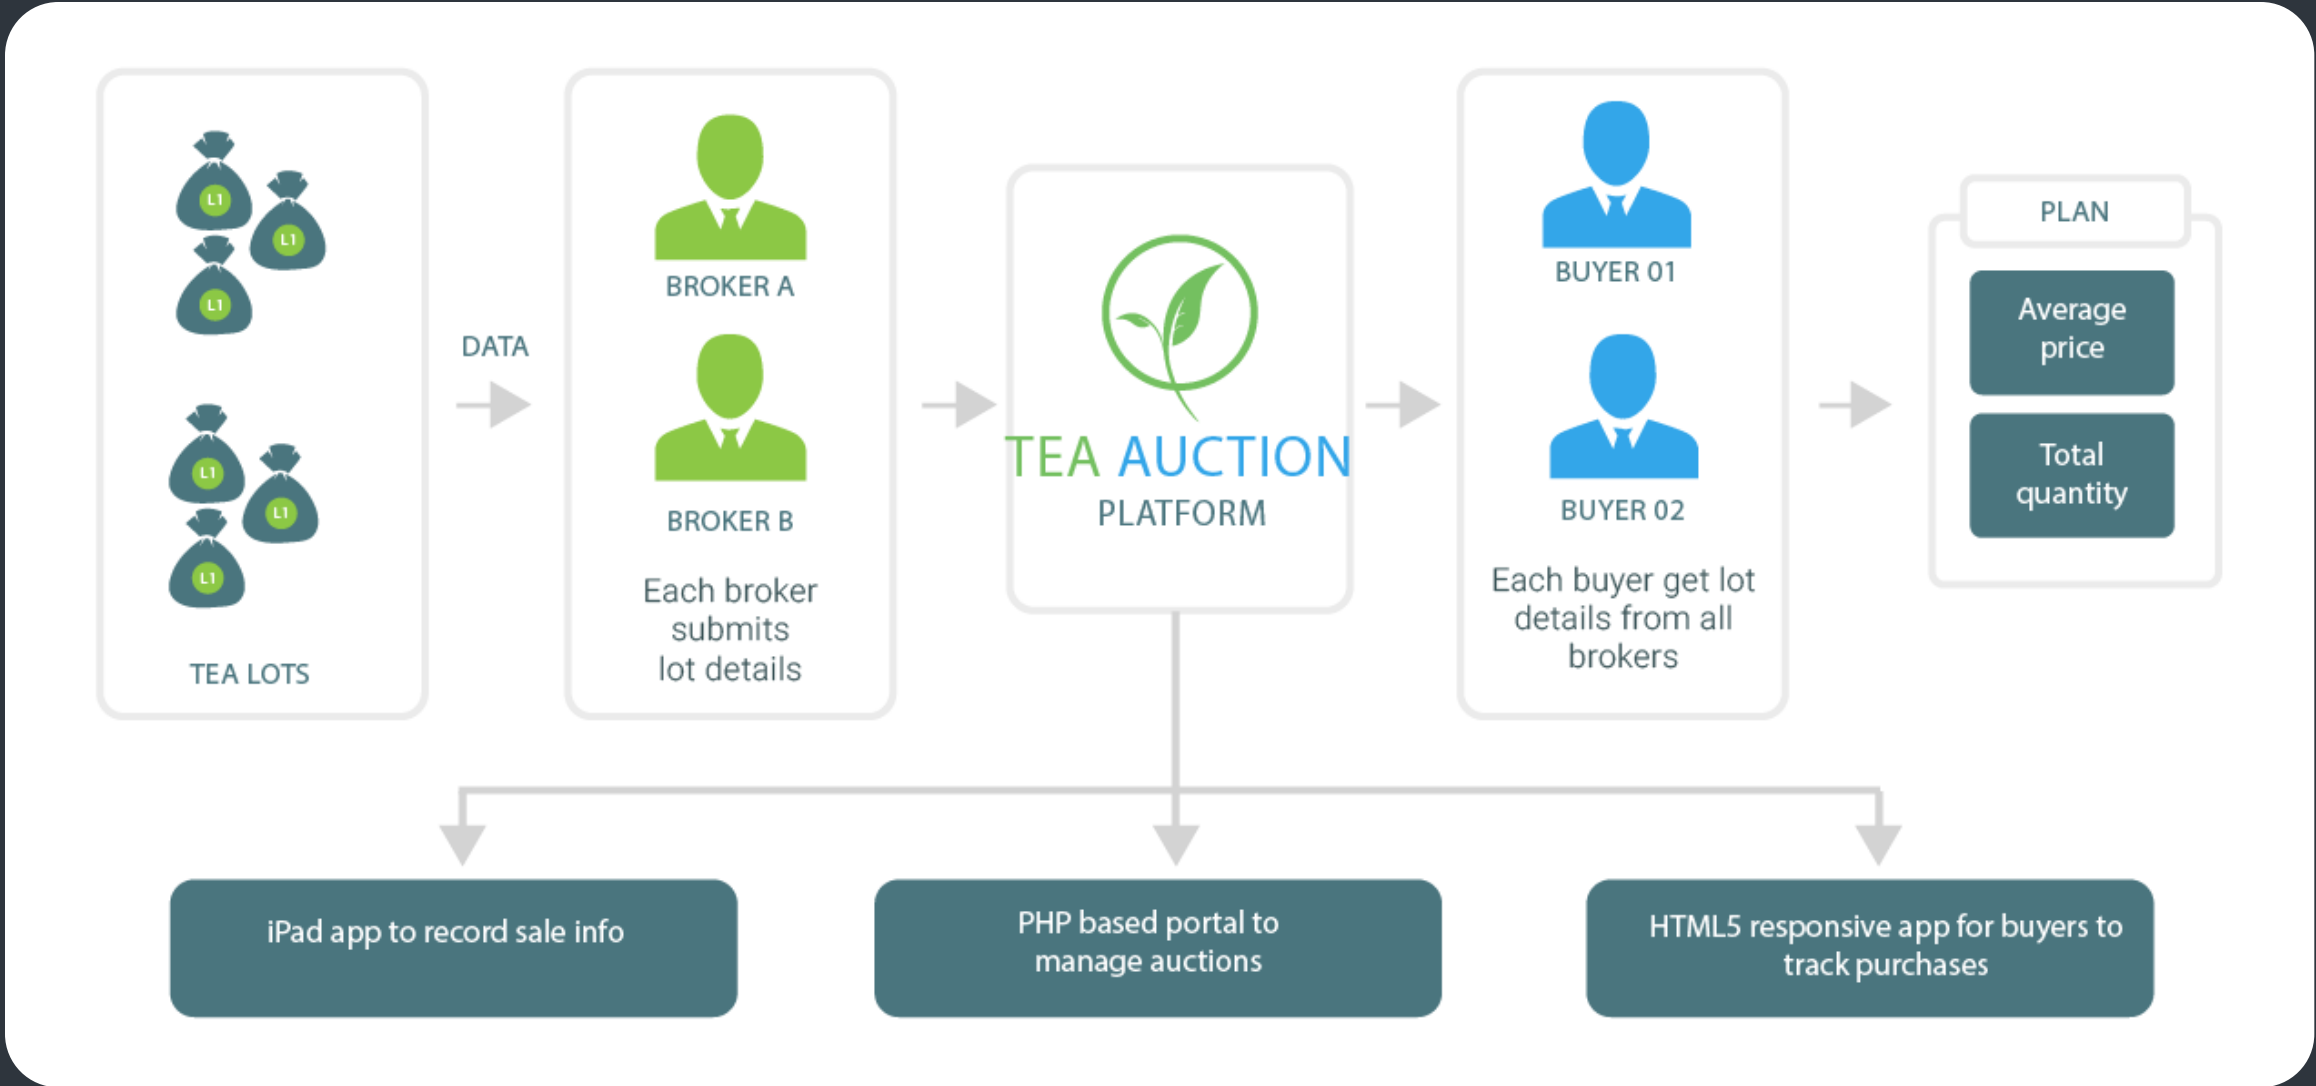 L1
L1
L1
L1
L1
L1
TEA LOTS
DATA
BROKER A
BROKER B
Each broker
submits
lot details
TEA AUCTION
PLATFORM
BUYER 01
BUYER 02
Each buyer get lot
details from all
brokers
PLAN
Average
price
Total
quantity
iPad app to record sale info
PHP based portal to
manage auctions
HTML5 responsive app for buyers to
track purchases